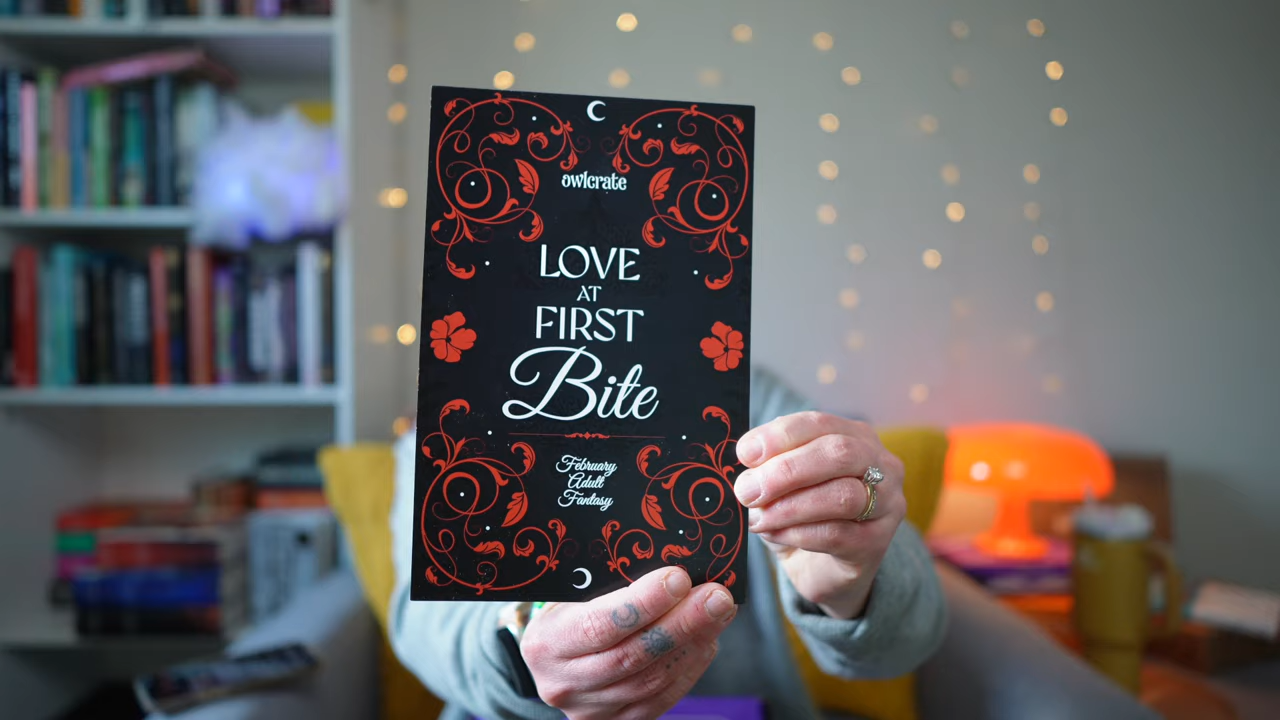 owlcrate
LOVE
AT
FIRST
Bite
February
Adult
Fantasy